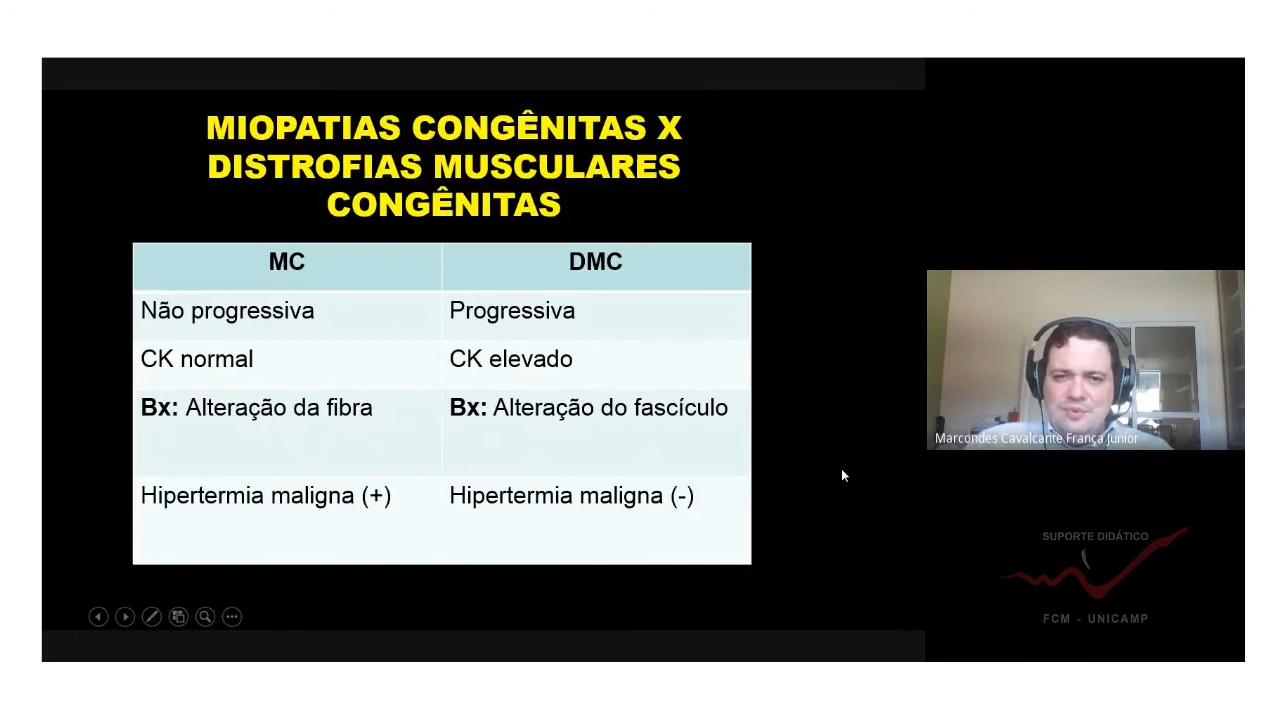 MIOPATIAS CONGÊNITAS X
DISTROFIAS MUSCULARES
CONGÊNITAS
MC DMC
Não progressiva Progressiva
CK normal CK elevado
Bx: Alteração da fibra Bx: Alteração do fascículo
Hipertermia maligna (+) Hipertermia maligna (-)
Marcondes Cavalcante França Junior
SUPORTE DIDÁTICO
FCM - UNICAMP